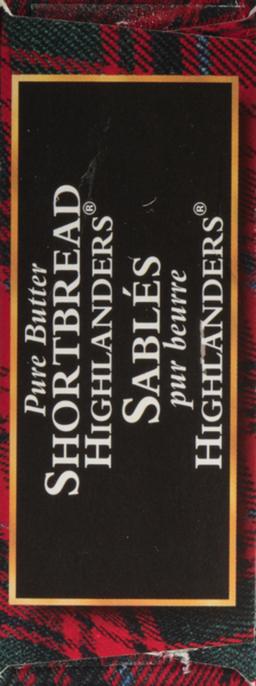 Pure Butter
SHORTBREAD
HIGHLANDERS®
SABLÉS
pur beurre
HIGHLANDERS®